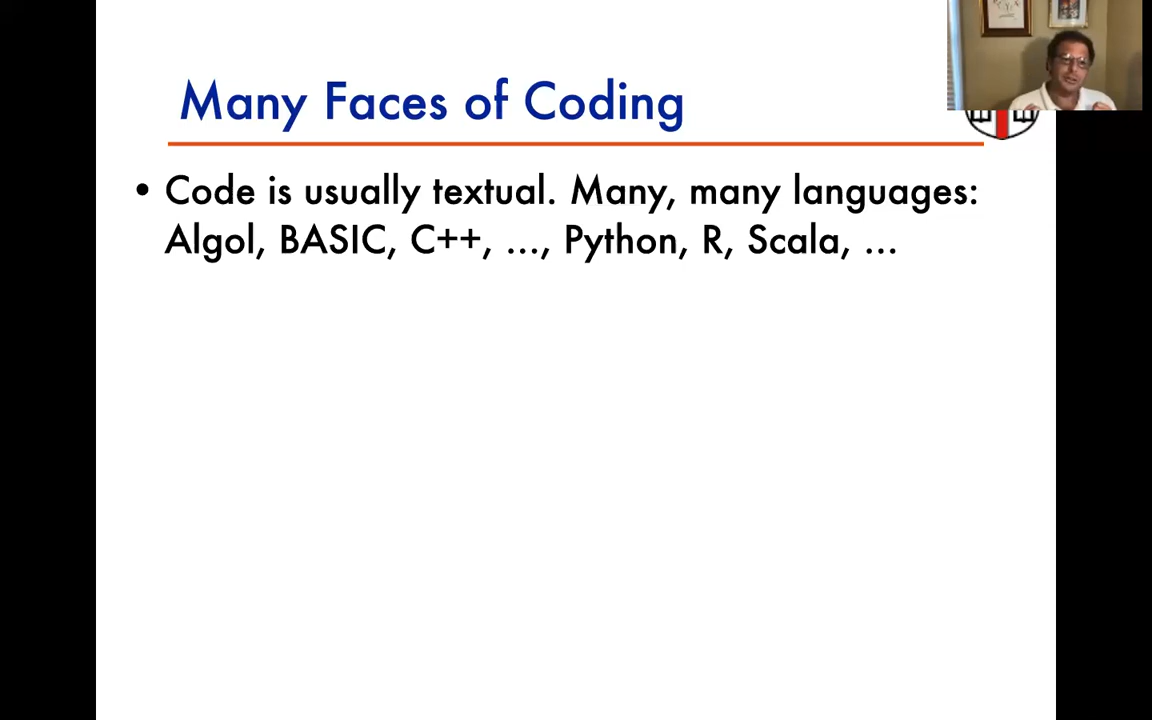 Many Faces of Coding
• Code is usually textual. Many, many languages:
Algol, BASIC, C++, ..., Python, R, Scala, ...